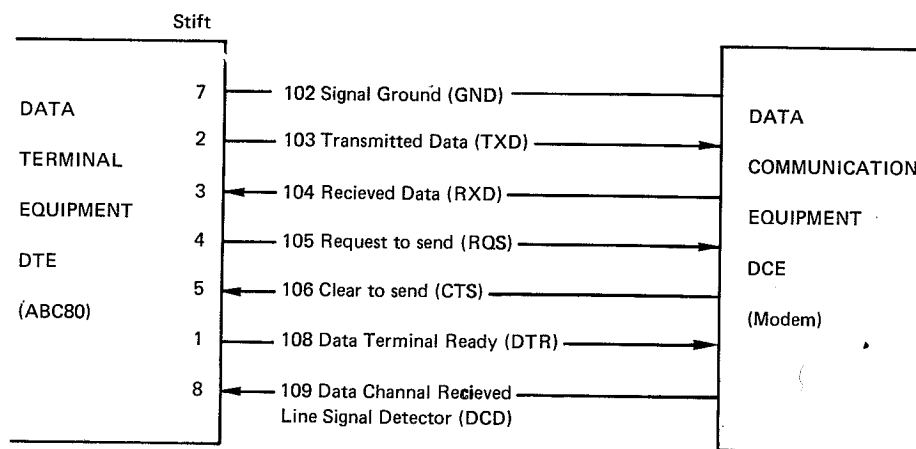 Stift
DATA
TERMINAL
EQUIPMENT
DTE
(ABC80)
7
102 Signal Ground (GND)
2
103 Transmitted Data (TXD)
3
104 Recieved Data (RXD)
4
105 Request to send (RQS)
5
106 Clear to send (CTS)
1
108 Data Terminal Ready (DTR)
8
109 Data Channal Recieved
Line Signal Detector (DCD)
DATA
COMMUNICATION
EQUIPMENT
DCE
(Modem)